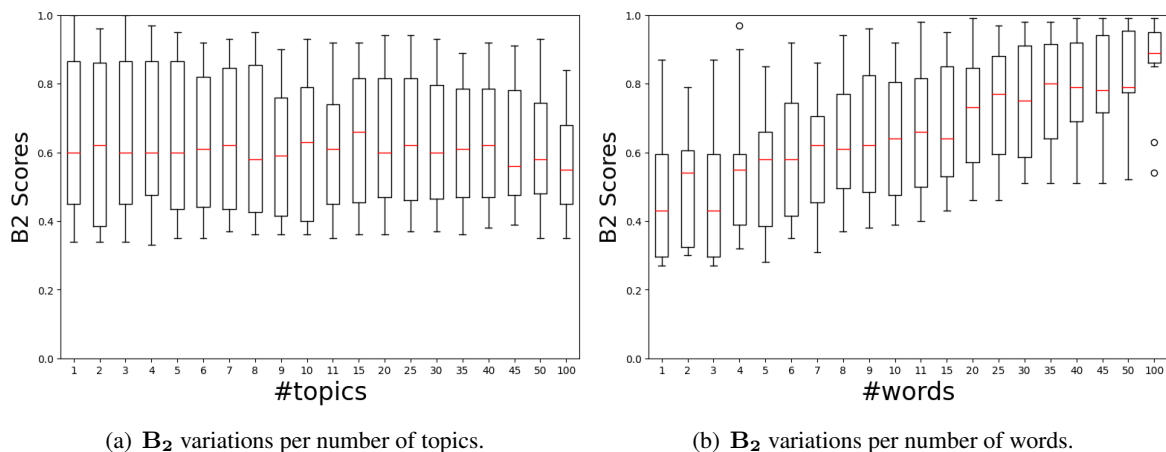 1.0
0.8
0.6
0.4
0.2
0.0
B2 Scores
1 2 3 4 5 6 7 8 9 10 11 15 20 25 30 35 40 45 50 100
#topics
(a) B₂ variations per number of topics.
1.0
0.8
0.6
0.4
0.2
0.0
B2 Scores
1 2 3 4 5 6 7 8 9 10 11 15 20 25 30 35 40 45 50 100
#words
(b) B₂ variations per number of words.